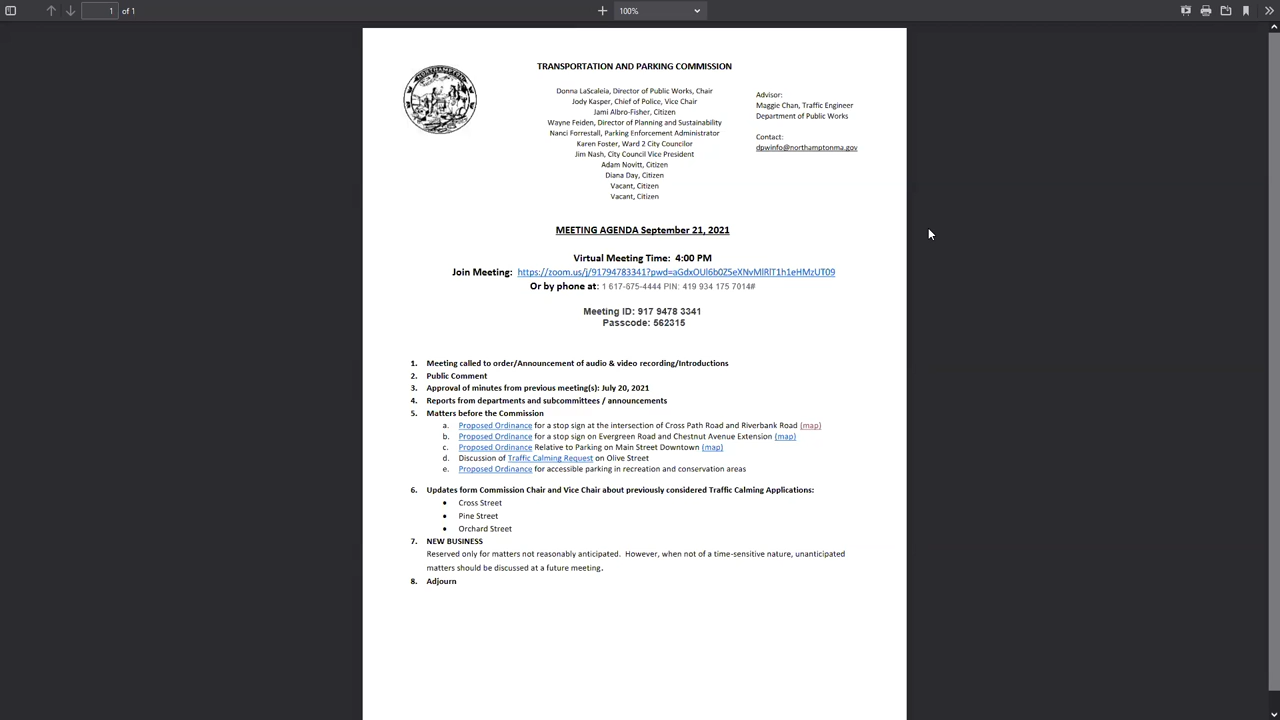 1 of 1
100%
NORTHAMPTON
TRANSPORTATION AND PARKING COMMISSION
Donna LaScaleia, Director of Public Works, Chair
Jody Kasper, Chief of Police, Vice Chair
Jami Albro-Fisher, Citizen
Wayne Feiden, Director of Planning and Sustainability
Nanci Forrestall, Parking Enforcement Administrator
Karen Foster, Ward 2 City Councilor
Jim Nash, City Council Vice President
Adam Novitt, Citizen
Diana Day, Citizen
Vacant, Citizen
Vacant, Citizen
Advisor:
Maggie Chan, Traffic Engineer
Department of Public Works
Contact:
dpwinfo@northamptonma.gov
MEETING AGENDA September 21, 2021
Virtual Meeting Time: 4:00 PM
Join Meeting: https://zoom.us/j/91794783341?pwd=aGdxOUl6b0Z5eXNvMlRlT1h1eHMzUT09
Or by phone at: 1 617-675-4444 PIN: 419 934 175 7014#
Meeting ID: 917 9478 3341
Passcode: 562315
1. Meeting called to order/Announcement of audio & video recording/Introductions
2. Public Comment
3. Approval of minutes from previous meeting(s): July 20, 2021
4. Reports from departments and subcommittees / announcements
5. Matters before the Commission
a. Proposed Ordinance for a stop sign at the intersection of Cross Path Road and Riverbank Road (map)
b. Proposed Ordinance for a stop sign on Evergreen Road and Chestnut Avenue Extension (map)
c. Proposed Ordinance Relative to Parking on Main Street Downtown (map)
d. Discussion of Traffic Calming Request on Olive Street
e. Proposed Ordinance for accessible parking in recreation and conservation areas
6. Updates form Commission Chair and Vice Chair about previously considered Traffic Calming Applications:
• Cross Street
• Pine Street
• Orchard Street
7. NEW BUSINESS
Reserved only for matters not reasonably anticipated. However, when not of a time-sensitive nature, unanticipated
matters should be discussed at a future meeting.
8. Adjourn